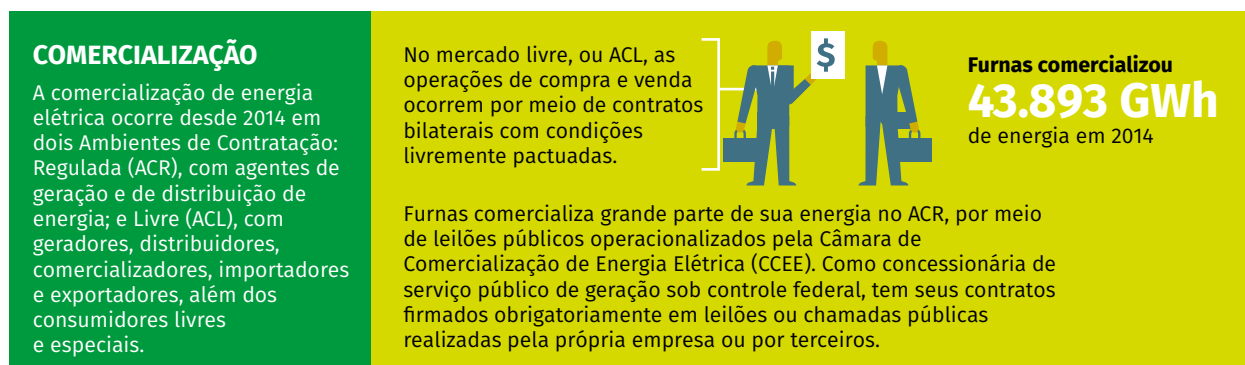 COMERCIALIZAÇÃO
A comercialização de energia
elétrica ocorre desde 2014 em
dois Ambientes de Contratação:
Regulada (ACR), com agentes de
geração e de distribuição de
energia; e Livre (ACL), com
geradores, distribuidores,
comercializadores, importadores
e exportadores, além dos
consumidores livres
e especiais.
No mercado livre, ou ACL, as
operações de compra e venda
ocorrem por meio de contratos
bilaterais com condições
livremente pactuadas.
$
Furnas comercializou
43.893 GWh
de energia em 2014
Furnas comercializa grande parte de sua energia no ACR, por meio
de leilões públicos operacionalizados pela Câmara de
Comercialização de Energia Elétrica (CCEE). Como concessionária de
serviço público de geração sob controle federal, tem seus contratos
firmados obrigatoriamente em leilões ou chamadas públicas
realizadas pela própria empresa ou por terceiros.